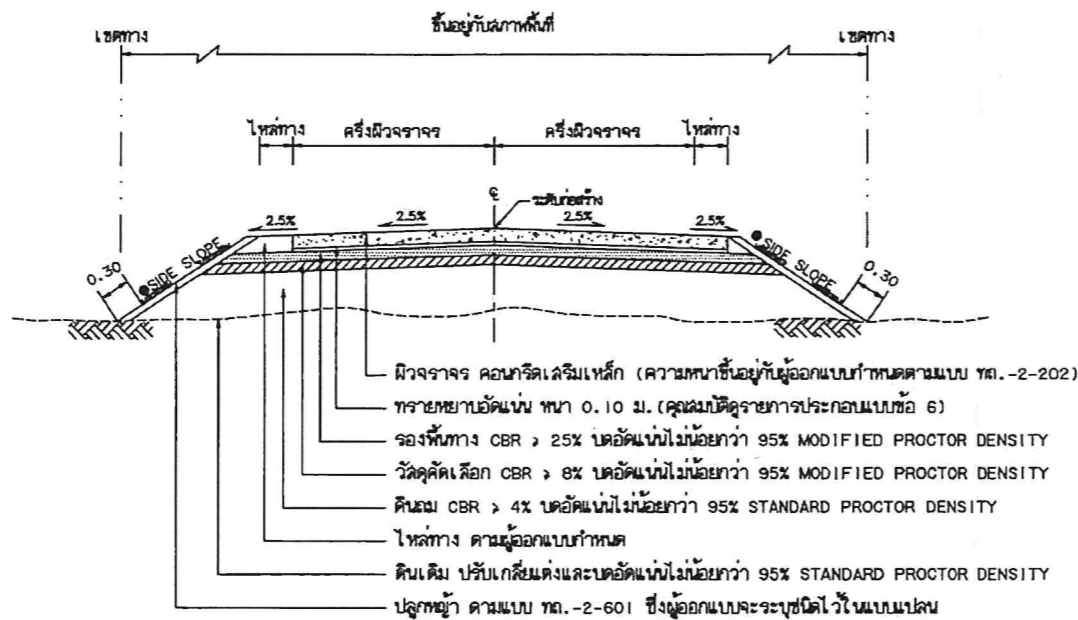 ขึ้นอยู่กับสภาพพื้นที่
เขตทาง เขตทาง
ไหล่ทาง ครึ่งผิวจราจร ครึ่งผิวจราจร ไหล่ทาง
℄ ระดับก่อสร้าง
2.5% 2.5% 2.5% 2.5%
0.30 SIDE SLOPE SIDE SLOPE 0.30
ผิวจราจร คอนกรีตเสริมเหล็ก (ความหนาขึ้นอยู่กับผู้ออกแบบกำหนดตามแบบ ทถ.-2-202)
ทรายหยาบอัดแน่น หนา 0.10 ม.(คุณสมบัติดูรายการประกอบแบบข้อ 6)
รองพื้นทาง CBR > 25% บดอัดแน่นไม่น้อยกว่า 95% MODIFIED PROCTOR DENSITY
วัสดุคัดเลือก CBR > 8% บดอัดแน่นไม่น้อยกว่า 95% MODIFIED PROCTOR DENSITY
ดินถม CBR > 4% บดอัดแน่นไม่น้อยกว่า 95% STANDARD PROCTOR DENSITY
ไหล่ทาง ตามผู้ออกแบบกำหนด
ดินเดิม ปรับเกลี่ยแต่งและบดอัดแน่นไม่น้อยกว่า 95% STANDARD PROCTOR DENSITY
ปลูกหญ้า ตามแบบ ทถ.-2-601 ซึ่งผู้ออกแบบจะระบุชนิดไว้ในแบบแปลน